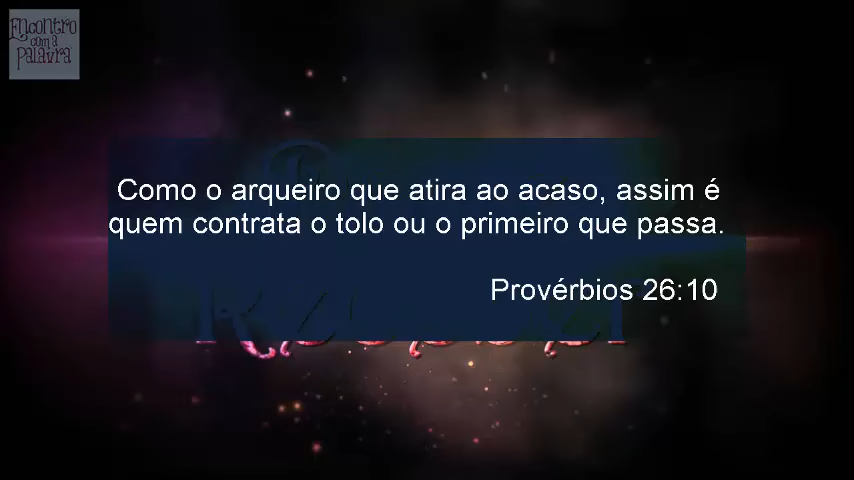 Encontro
com a
Palavra
Como o arqueiro que atira ao acaso, assim é
quem contrata o tolo ou o primeiro que passa.
Provérbios 26:10